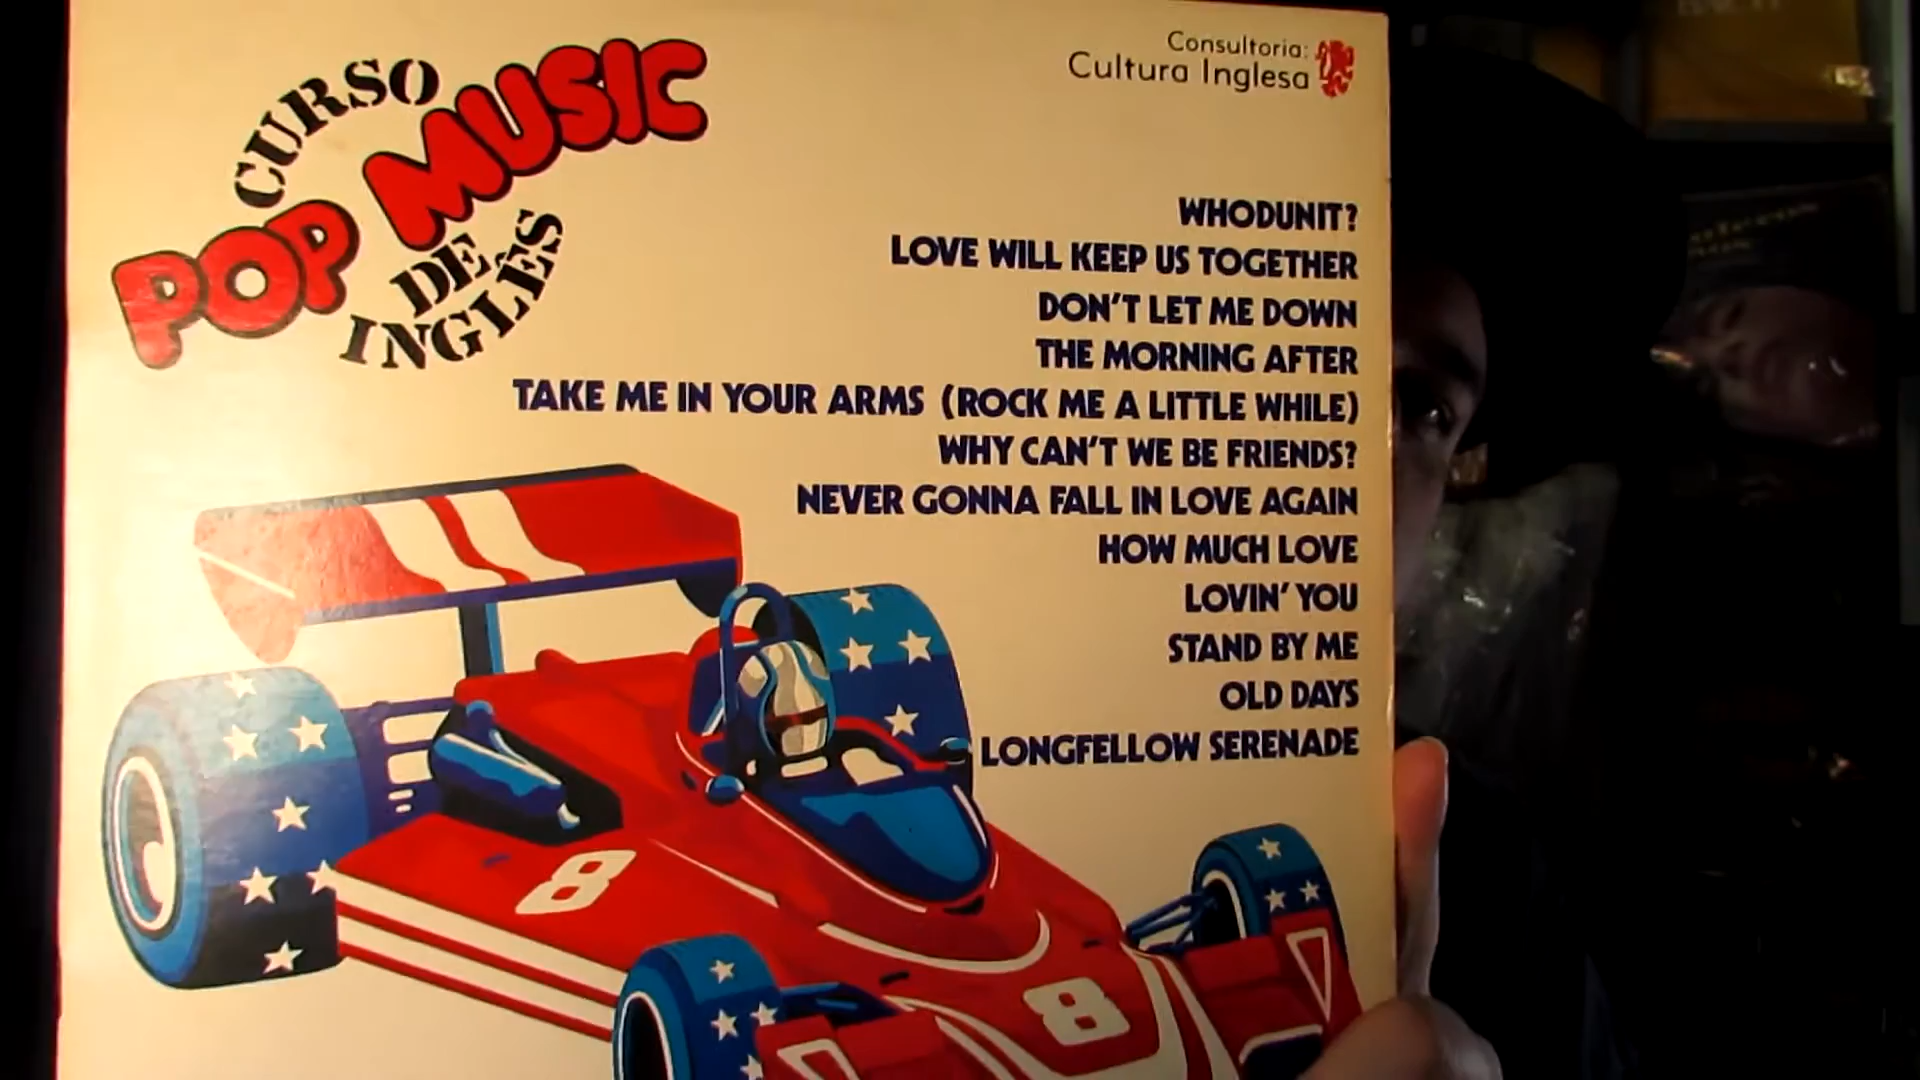 CURSO
POP MUSIC
DE
INGLÊS
Consultoria:
Cultura Inglesa
WHODUNIT?
LOVE WILL KEEP US TOGETHER
DON'T LET ME DOWN
THE MORNING AFTER
TAKE ME IN YOUR ARMS (ROCK ME A LITTLE WHILE)
WHY CAN'T WE BE FRIENDS?
NEVER GONNA FALL IN LOVE AGAIN
HOW MUCH LOVE
LOVIN' YOU
STAND BY ME
OLD DAYS
LONGFELLOW SERENADE
8
8